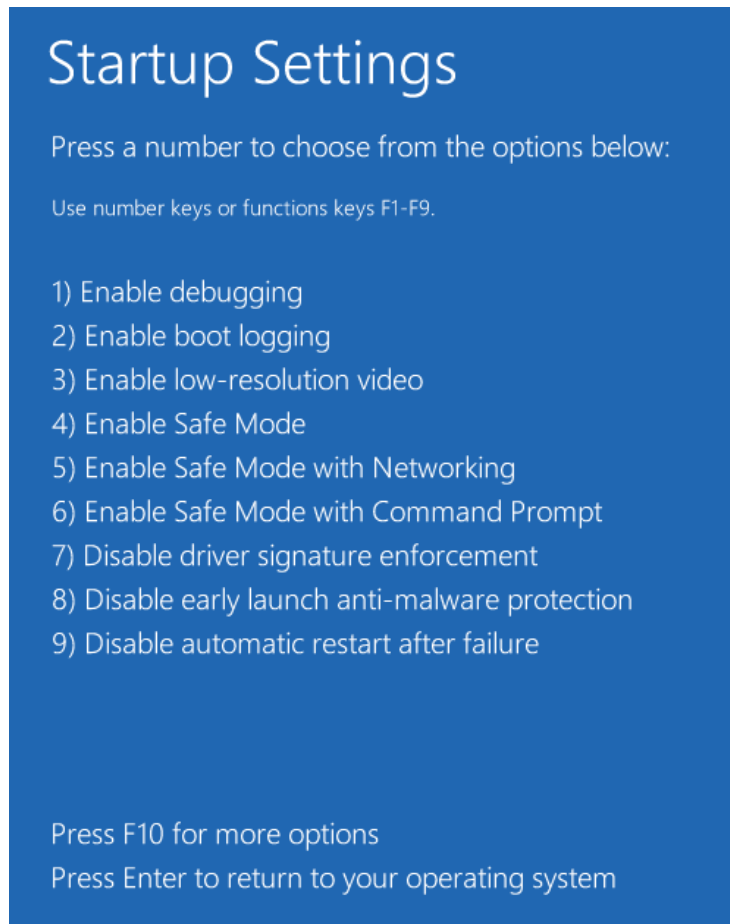 Startup Settings
Press a number to choose from the options below:
Use number keys or functions keys F1-F9.
1) Enable debugging
2) Enable boot logging
3) Enable low-resolution video
4) Enable Safe Mode
5) Enable Safe Mode with Networking
6) Enable Safe Mode with Command Prompt
7) Disable driver signature enforcement
8) Disable early launch anti-malware protection
9) Disable automatic restart after failure
Press F10 for more options
Press Enter to return to your operating system